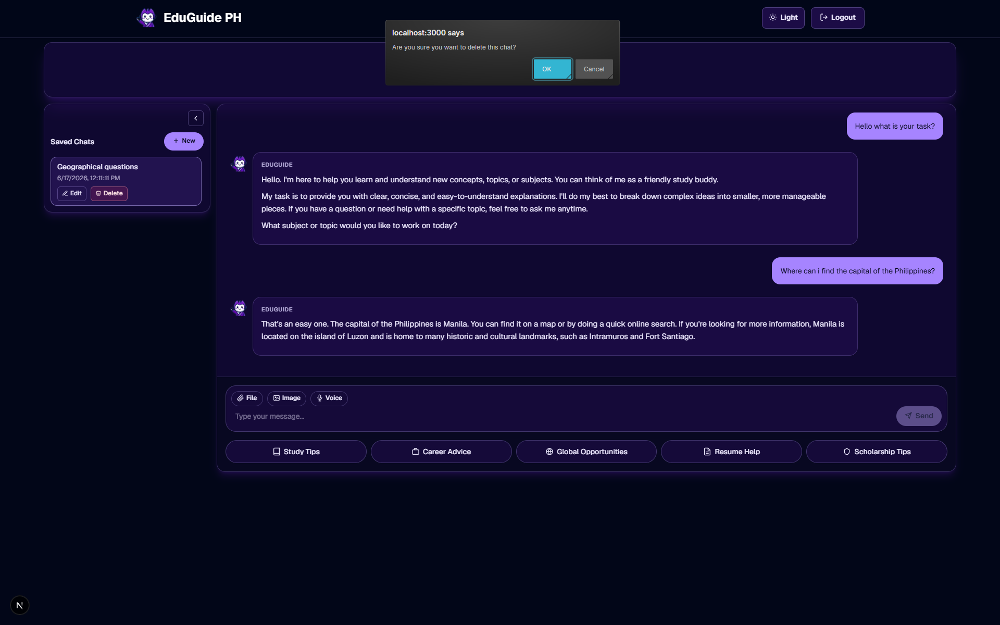 EduGuide PH
Light
Logout
localhost:3000 says
Are you sure you want to delete this chat?
OK
Cancel
Saved Chats
New
Geographical questions
6/17/2026, 12:11:11 PM
Edit
Delete
Hello what is your task?
EDUGUIDE
Hello. I'm here to help you learn and understand new concepts, topics, or subjects. You can think of me as a friendly study buddy.
My task is to provide you with clear, concise, and easy-to-understand explanations. I'll do my best to break down complex ideas into smaller, more manageable
pieces. If you have a question or need help with a specific topic, feel free to ask me anytime.
What subject or topic would you like to work on today?
Where can i find the capital of the Philippines?
EDUGUIDE
That's an easy one. The capital of the Philippines is Manila. You can find it on a map or by doing a quick online search. If you're looking for more information, Manila is
located on the island of Luzon and is home to many historic and cultural landmarks, such as Intramuros and Fort Santiago.
File
Image
Voice
Type your message...
Send
Study Tips
Career Advice
Global Opportunities
Resume Help
Scholarship Tips
N